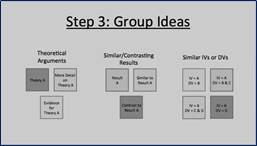 Step 3: Group Ideas
Theoretical
Arguments
Theory A
More Detail
on
Theory A
Evidence
for
Theory A
Similar/Contrasting
Results
Result
A
Similar to
Result A
Contrast to
Result A
Similar IVs or DVs
IV = A
DV = B
IV = A
DV = B & C
IV = A
DV = C & D
IV = A
DV = D